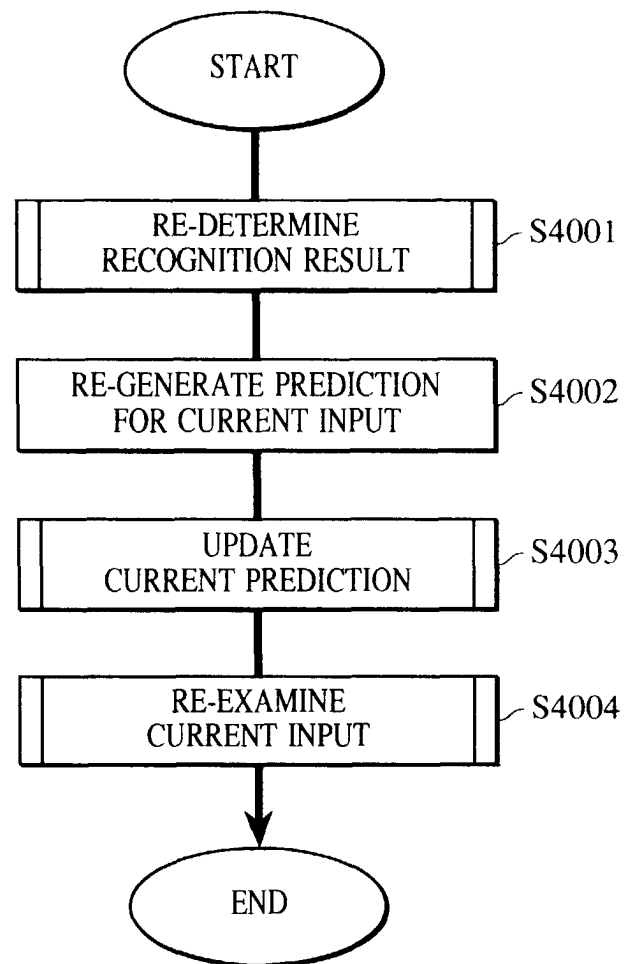 START
RE-DETERMINE
RECOGNITION RESULT
S4001
RE-GENERATE PREDICTION
FOR CURRENT INPUT
S4002
UPDATE
CURRENT PREDICTION
S4003
RE-EXAMINE
CURRENT INPUT
S4004
END